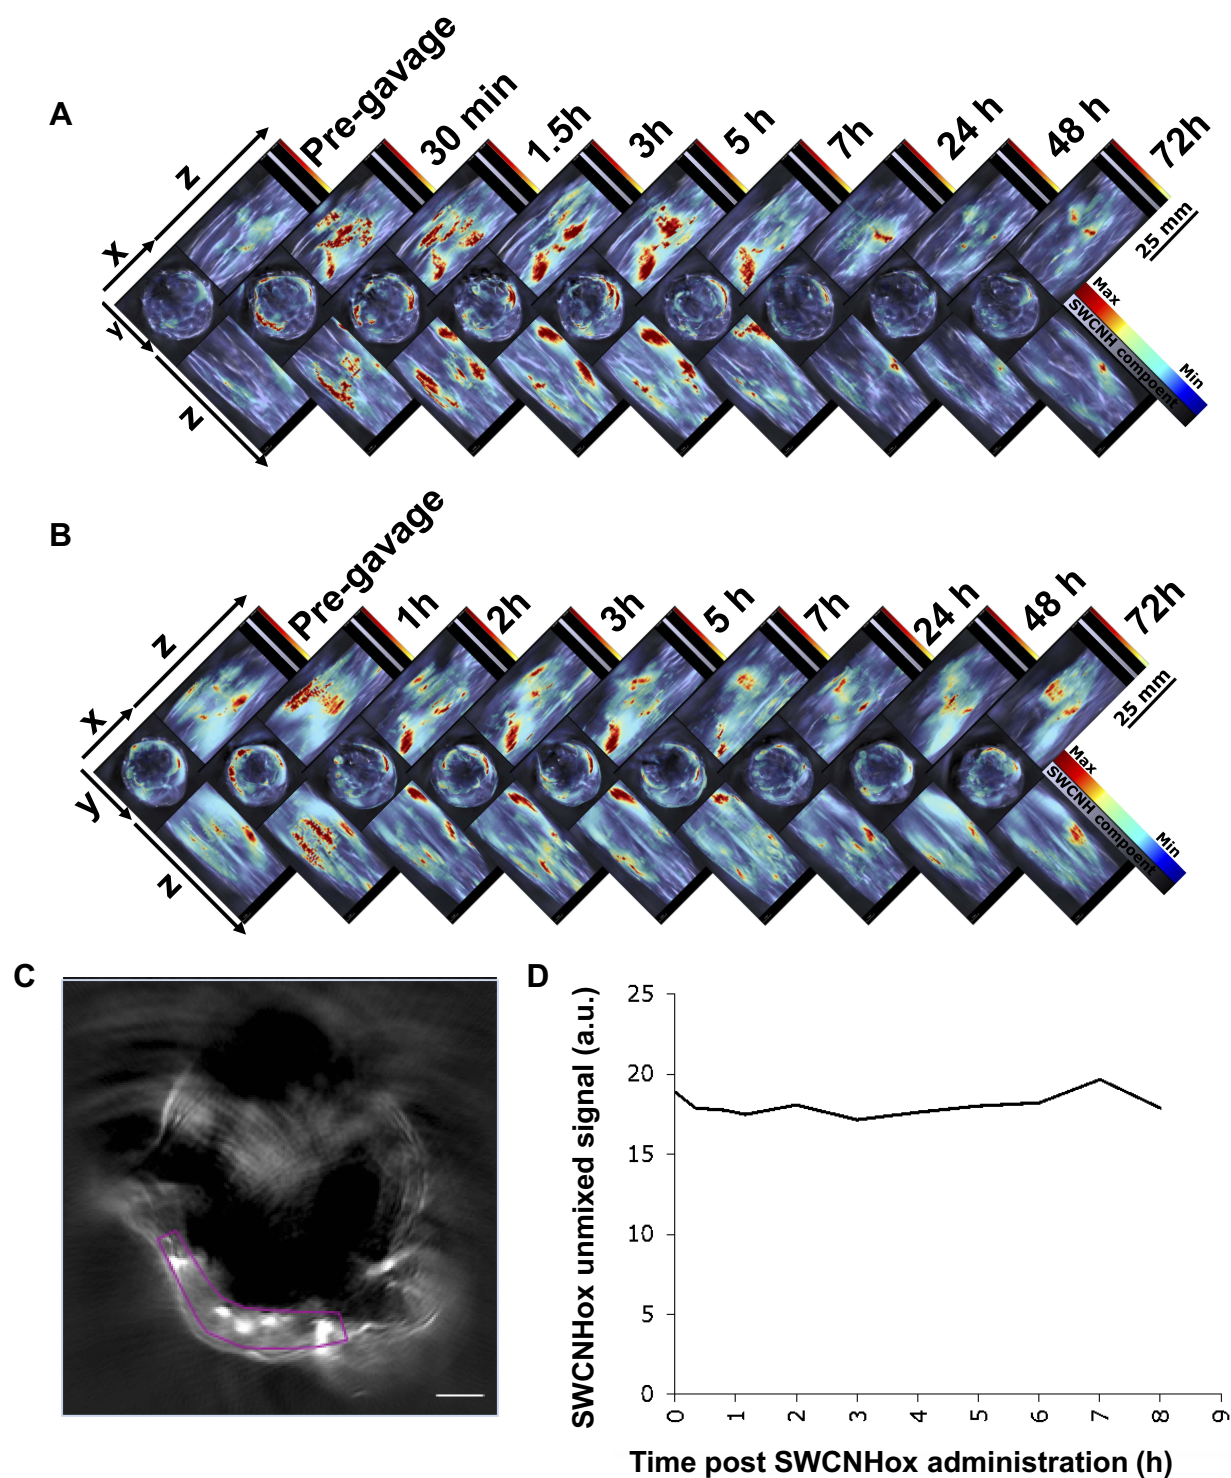 A
Pre-gavage
30 min
1.5h
3h
5 h
7h
24 h
48 h
72h
z
x
y
z
25 mm
Max
SWCNH compoent
Min
B
Pre-gavage
1h
2h
3h
5 h
7h
24 h
48 h
72h
z
x
y
z
25 mm
Max
SWCNH compoent
Min
C
D
SWCNHox unmixed signal (a.u.)
25
20
15
10
5
0
0 1 2 3 4 5 6 7 8 9
Time post SWCNHox administration (h)